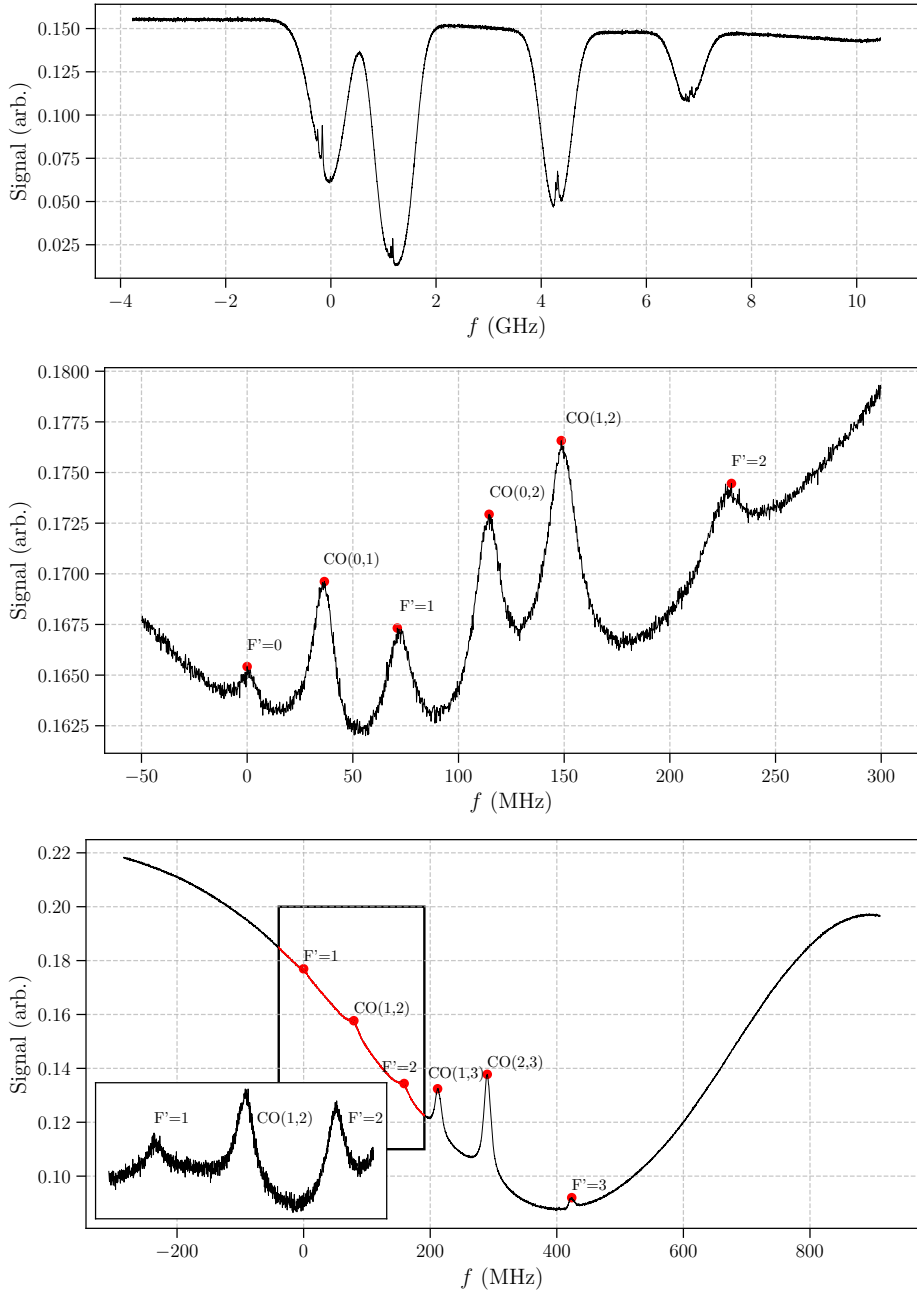 0.150
0.125
0.100
0.075
0.050
0.025
Signal (arb.)
−4 −2 0 2 4 6 8 10
f (GHz)
0.1800
0.1775
0.1750
0.1725
0.1700
0.1675
0.1650
0.1625
Signal (arb.)
F'=0
CO(0,1)
F'=1
CO(0,2)
CO(1,2)
F'=2
−50 0 50 100 150 200 250 300
f (MHz)
0.22
0.20
0.18
0.16
0.14
0.12
0.10
Signal (arb.)
F'=1
CO(1,2)
F'=2
CO(1,3)
CO(2,3)
F'=3
F'=1
CO(1,2)
F'=2
−200 0 200 400 600 800
f (MHz)